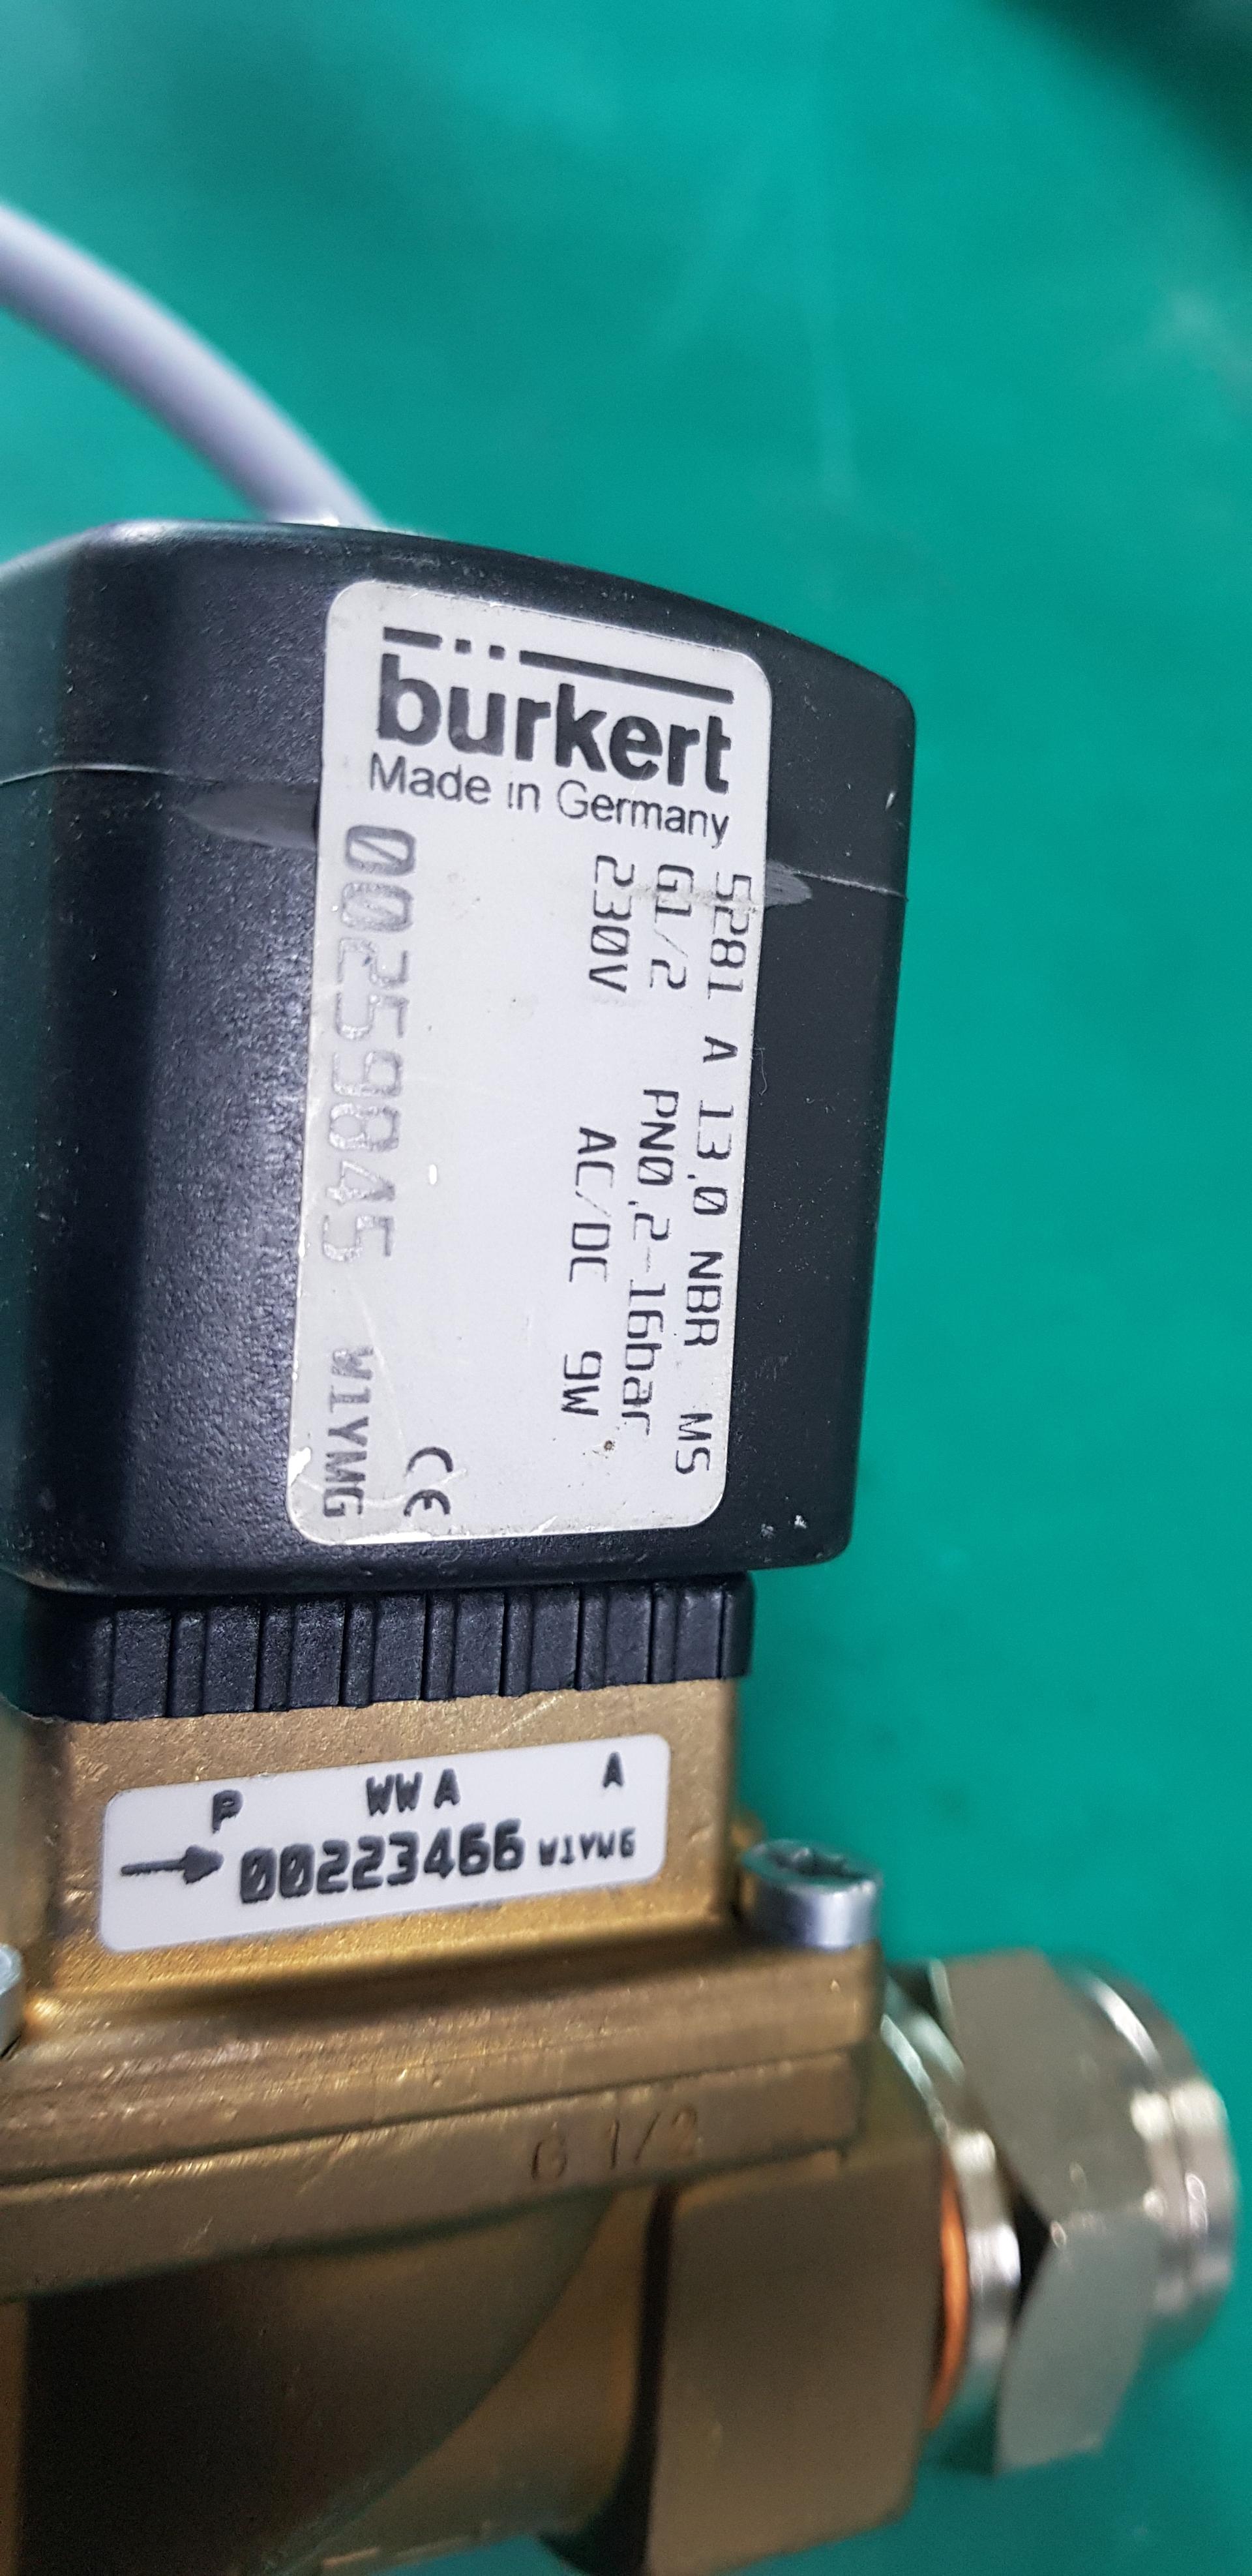 bürkert
Made in Germany
5281 A 13,0 NBR MS
G1/2 PN0,2-16bar
230V AC/DC 9W
CE
00259845 W1YMG
P WW A A
00223466 W1YMG
G 1/2